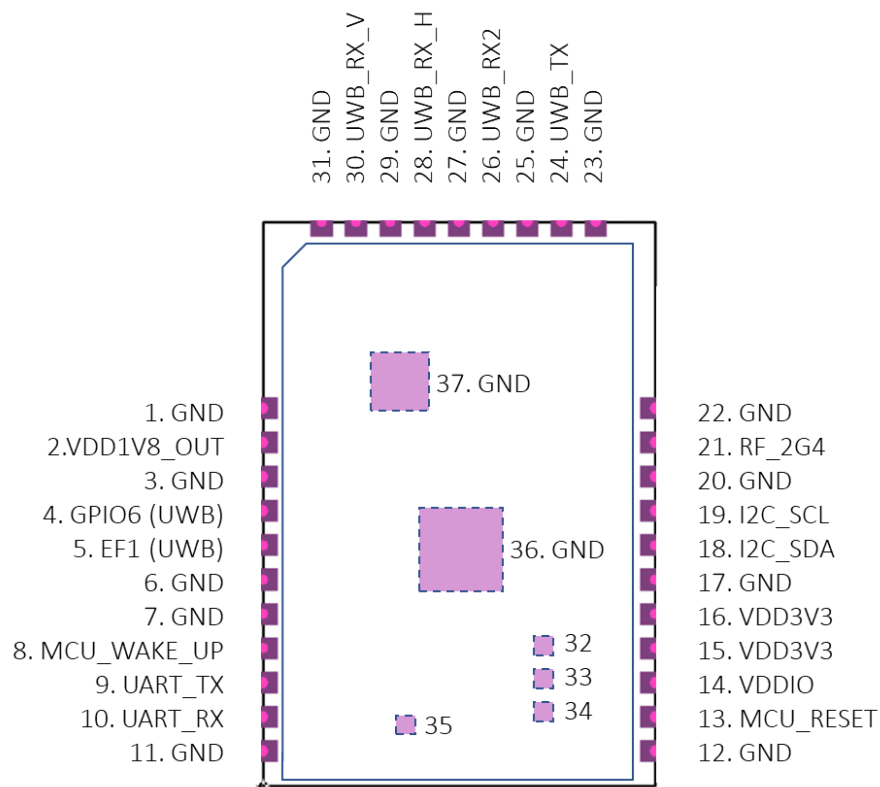 31. GND
30. UWB_RX_V
29. GND
28. UWB_RX_H
27. GND
26. UWB_RX2
25. GND
24. UWB_TX
23. GND
37. GND
1. GND
2.VDD1V8_OUT
3. GND
4. GPIO6 (UWB)
5. EF1 (UWB)
6. GND
7. GND
8. MCU_WAKE_UP
9. UART_TX
10. UART_RX
11. GND
36. GND
32
33
34
35
22. GND
21. RF_2G4
20. GND
19. I2C_SCL
18. I2C_SDA
17. GND
16. VDD3V3
15. VDD3V3
14. VDDIO
13. MCU_RESET
12. GND